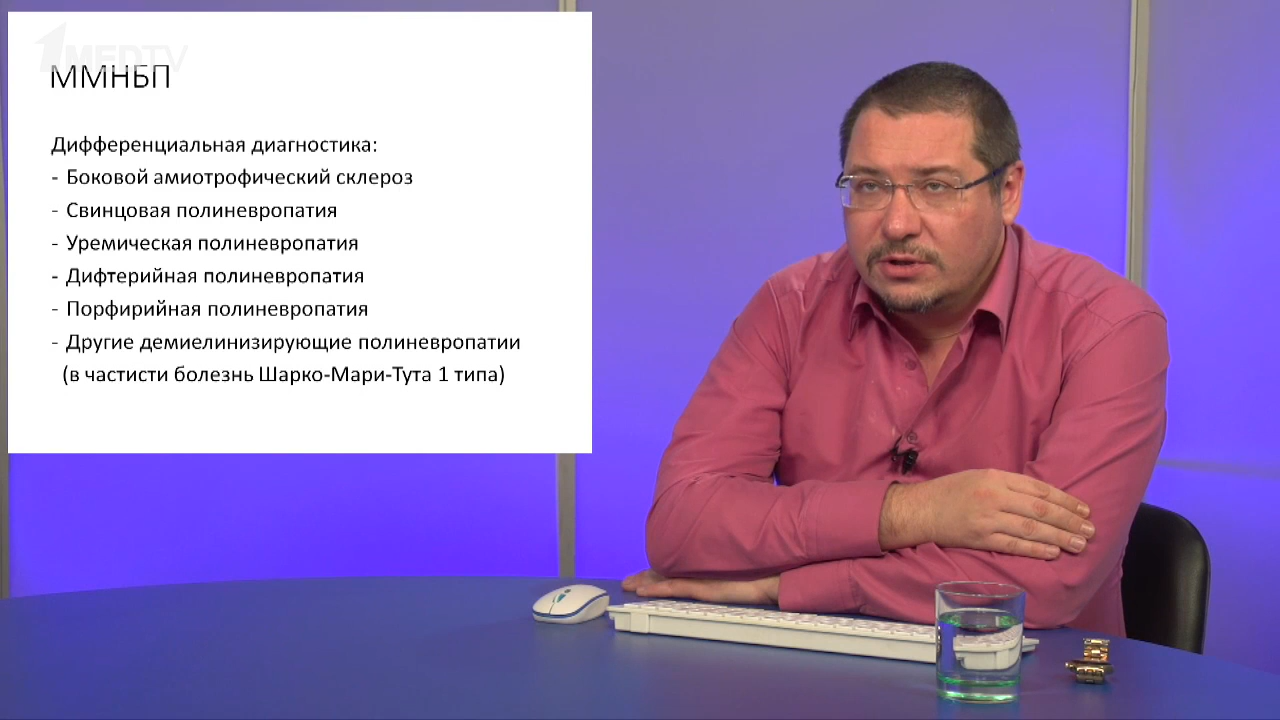 1MEDTV
ММНБП
Дифференциальная диагностика:
- Боковой амиотрофический склероз
- Свинцовая полиневропатия
- Уремическая полиневропатия
- Дифтерийная полиневропатия
- Порфирийная полиневропатия
- Другие демиелинизирующие полиневропатии
(в частисти болезнь Шарко-Мари-Тута 1 типа)